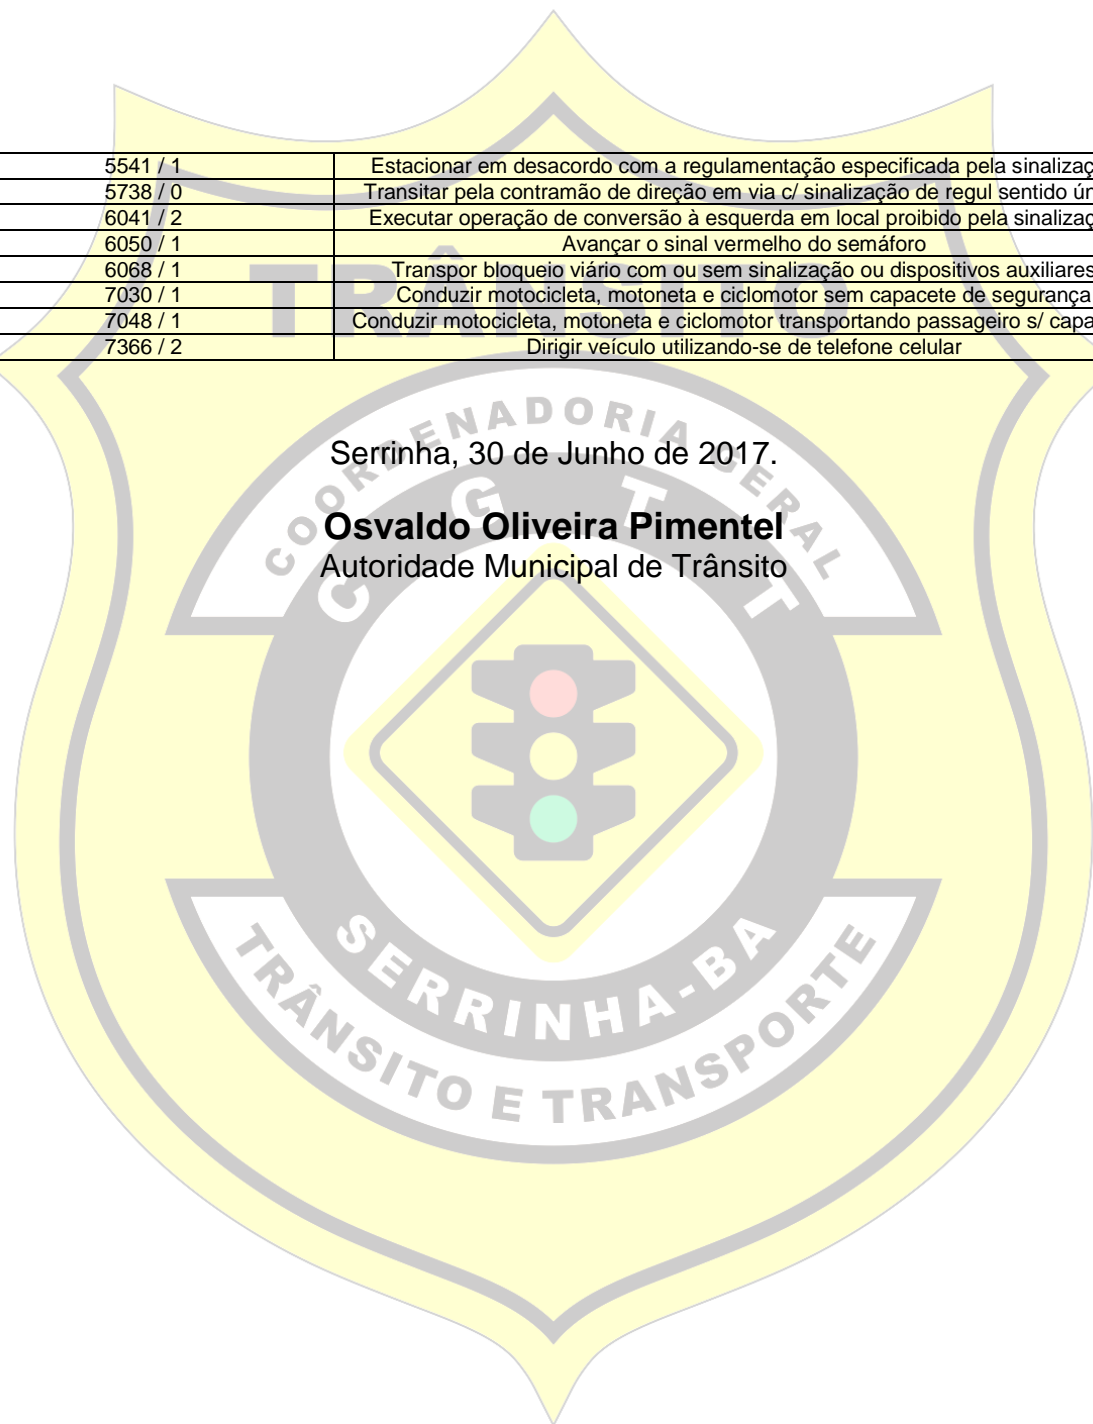 5541 / 1 Estacionar em desacordo com a regulamentação especificada pela
5738 / 0 Transitar pela contramão de direção em via c/ sinalização de regul sentido
6041 / 2 Executar operação de conversão à esquerda em local proibido pela
6050 / 1 Avançar o sinal vermelho do semáforo
6068 / 1 Transpor bloqueio viário com ou sem sinalização ou dispositivos auxiliares
7030 / 1 Conduzir motocicleta, motoneta e ciclomotor sem capacete de segurança
7048 / 1 Conduzir motocicleta, motoneta e ciclomotor transportando passageiro s/
7366 / 2 Dirigir veículo utilizando-se de telefone celular
TRÂNSITO
COORDENADORIA GERAL
Serrinha, 30 de Junho de 2017.
C G T T
Osvaldo Oliveira Pimentel
Autoridade Municipal de Trânsito
SERRINHA-BA
TRÂNSITO E TRANSPORTE